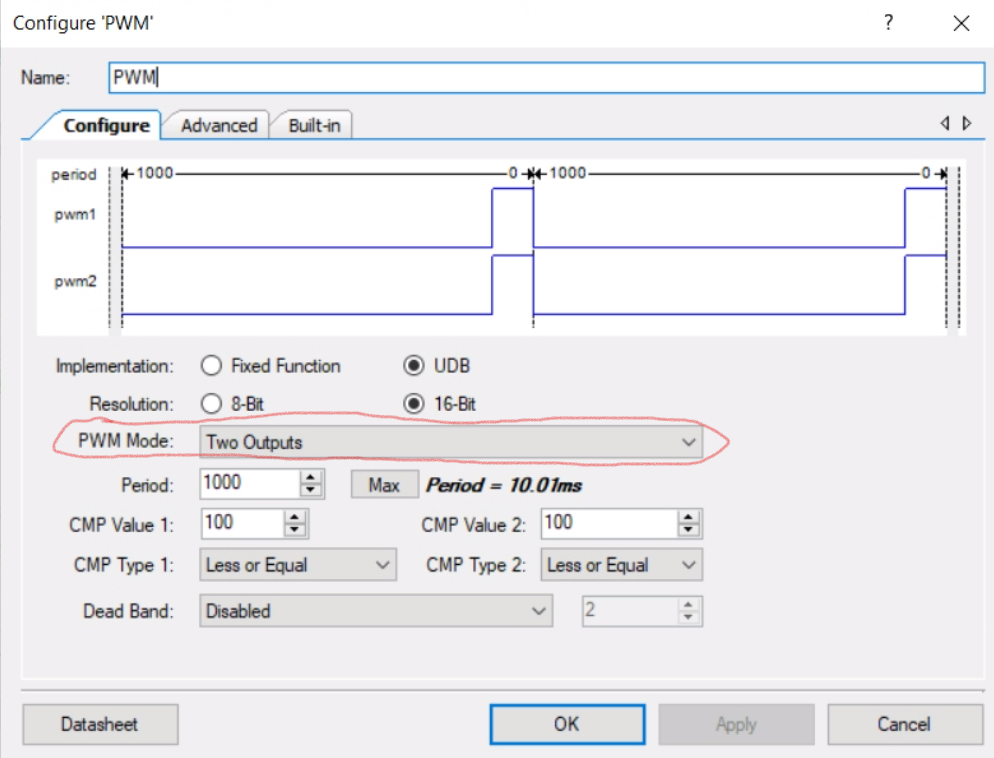 Configure 'PWM' ?
Name: PWM
Configure Advanced Built-in
period 1000 0 1000 0
pwm1
pwm2
Implementation: Fixed Function UDB
Resolution: 8-Bit 16-Bit
PWM Mode: Two Outputs
Period: 1000 Max Period = 10.01ms
CMP Value 1: 100 CMP Value 2: 100
CMP Type 1: Less or Equal CMP Type 2: Less or Equal
Dead Band: Disabled 2
Datasheet OK Apply Cancel